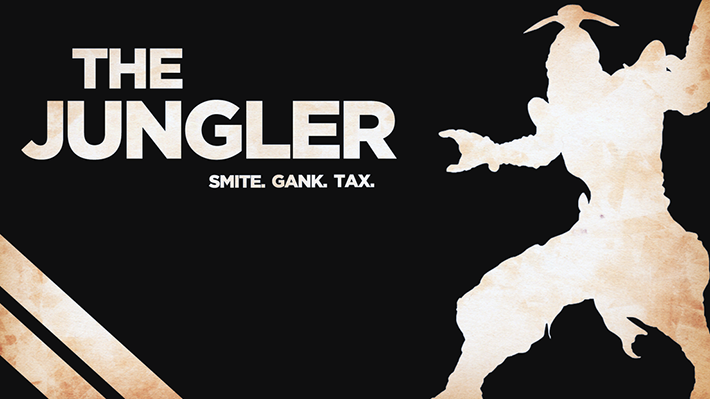 THE
JUNGLER
SMITE. GANK. TAX.